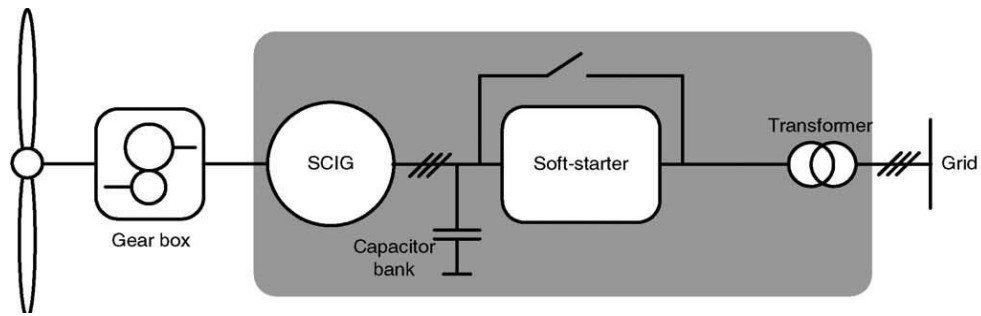 Gear box
SCIG
Capacitor
bank
Soft-starter
Transformer
Grid